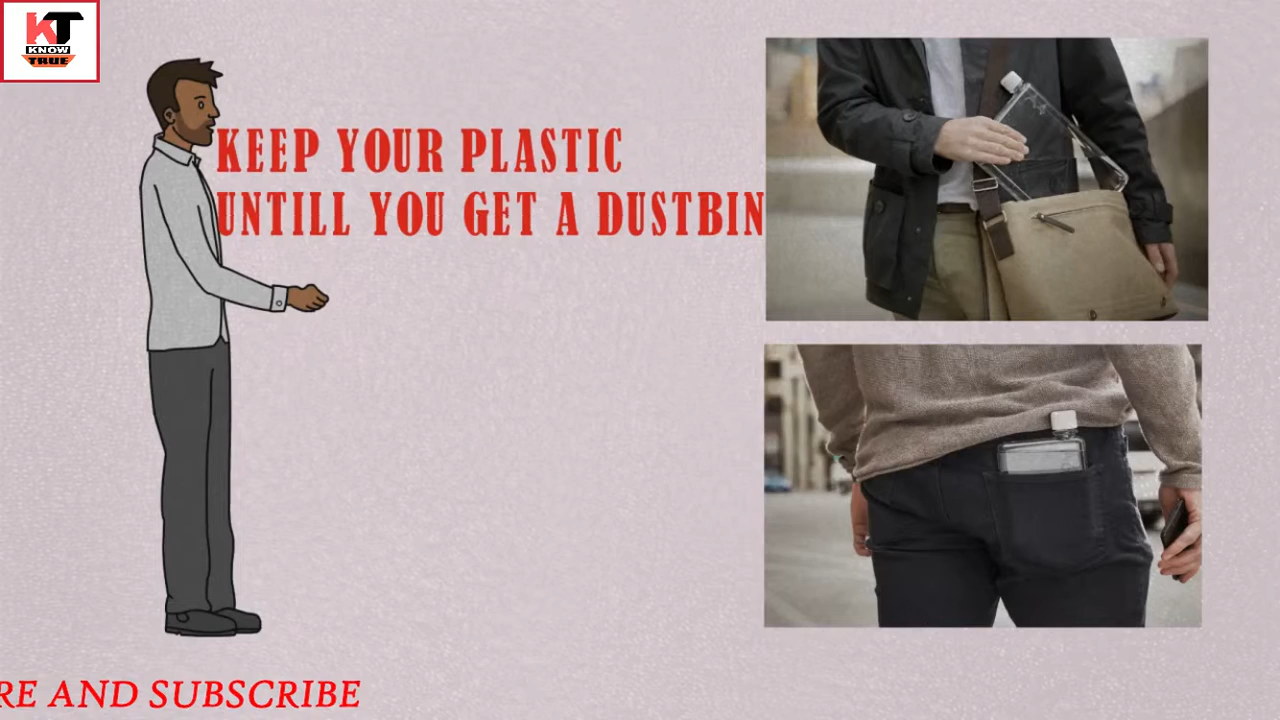 KT
KNOW
TRUE
KEEP YOUR PLASTIC
UNTILL YOU GET A DUSTBIN
RE AND SUBSCRIBE